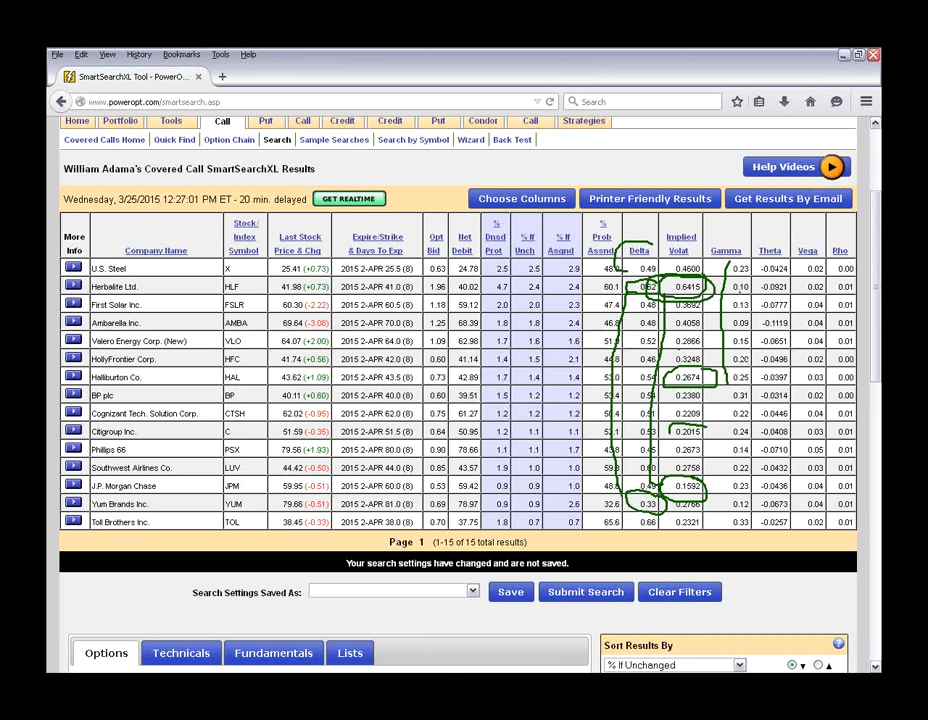 File Edit View History Bookmarks Tools Help
SmartSearchXL Tool - PowerO... × +
www.poweropt.com/smartsearch.asp Search
Home Portfolio Tools Call Put Call Credit Credit Put Condor Call Strategies
Covered Calls Home Quick Find Option Chain Search Sample Searches Search by Symbol Wizard Back Test
William Adama's Covered Call SmartSearchXL Results Help Videos
Wednesday, 3/25/2015 12:27:01 PM ET - 20 min. delayed GET REALTIME Choose Columns Printer Friendly Results Get Results By Email
More Info Company Name Stock/ Index Symbol Last Stock Price & Chg Expire/Strike & Days To Exp Opt Bid Net Debit % Dnsd Prot % If Unch % If Asgnd % Prob Assnd Delta Implied Volat Gamma Theta Vega Rho
U.S. Steel X 25.41 (+0.73) 2015 2-APR 25.5 (8) 0.63 24.78 2.5 2.5 2.9 0.49 0.4600 0.23 -0.0424 0.02 0.00
Herbalife Ltd. HLF 41.98 (+0.73) 2015 2-APR 41.0 (8) 1.96 40.02 4.7 2.4 2.4 60.1 0.62 0.6415 0.10 -0.0921 0.02 0.01
First Solar Inc. FSLR 60.30 (-2.22) 2015 2-APR 60.5 (8) 1.18 59.12 2.0 2.0 2.3 0.48 0.3692 0.13 -0.0777 0.04 0.01
Ambarella Inc. AMBA 69.64 (-3.08) 2015 2-APR 70.0 (8) 1.25 68.39 1.8 1.8 2.4 0.48 0.4058 0.09 -0.1119 0.04 0.01
Valero Energy Corp. (New) VLO 64.07 (+2.00) 2015 2-APR 64.0 (8) 1.09 62.98 1.7 1.6 1.6 0.52 0.2866 0.15 -0.0651 0.04 0.01
HollyFrontier Corp. HFC 41.74 (+0.56) 2015 2-APR 42.0 (8) 0.60 41.14 1.4 1.5 2.1 0.46 0.3248 0.20 -0.0496 0.02 0.00
Halliburton Co. HAL 43.62 (+1.09) 2015 2-APR 43.5 (8) 0.73 42.89 1.7 1.4 1.4 0.54 0.2674 0.25 -0.0397 0.03 0.00
BP plc BP 40.11 (+0.60) 2015 2-APR 40.0 (8) 0.60 39.51 1.5 1.2 1.2 0.2380 0.31 -0.0314 0.02 0.00
Cognizant Tech. Solution Corp. CTSH 62.02 (-0.95) 2015 2-APR 62.0 (8) 0.75 61.27 1.2 1.2 1.2 0.51 0.2209 0.22 -0.0446 0.04 0.01
Citigroup Inc. C 51.59 (-0.35) 2015 2-APR 51.5 (8) 0.64 50.95 1.2 1.1 1.1 0.53 0.2015 0.24 -0.0408 0.03 0.01
Phillips 66 PSX 79.56 (+1.93) 2015 2-APR 80.0 (8) 0.90 78.66 1.1 1.1 1.7 0.45 0.2673 0.14 -0.0710 0.05 0.01
Southwest Airlines Co. LUV 44.42 (-0.50) 2015 2-APR 44.0 (8) 0.85 43.57 1.9 1.0 1.0 0.60 0.2758 0.22 -0.0432 0.03 0.01
J.P. Morgan Chase JPM 59.95 (-0.51) 2015 2-APR 60.0 (8) 0.53 59.42 0.9 0.9 1.0 0.49 0.1592 0.23 -0.0436 0.04 0.01
Yum Brands Inc. YUM 79.66 (-0.51) 2015 2-APR 81.0 (8) 0.69 78.97 0.9 0.9 2.6 32.6 0.33 0.2766 0.12 -0.0673 0.04 0.01
Toll Brothers Inc. TOL 38.45 (-0.33) 2015 2-APR 38.0 (8) 0.70 37.75 1.8 0.7 0.7 65.6 0.66 0.2321 0.33 -0.0257 0.02 0.01
Page 1 (1-15 of 15 total results)
Your search settings have changed and are not saved.
Search Settings Saved As: Save Submit Search Clear Filters
Options Technicals Fundamentals Lists Sort Results By
% If Unchanged